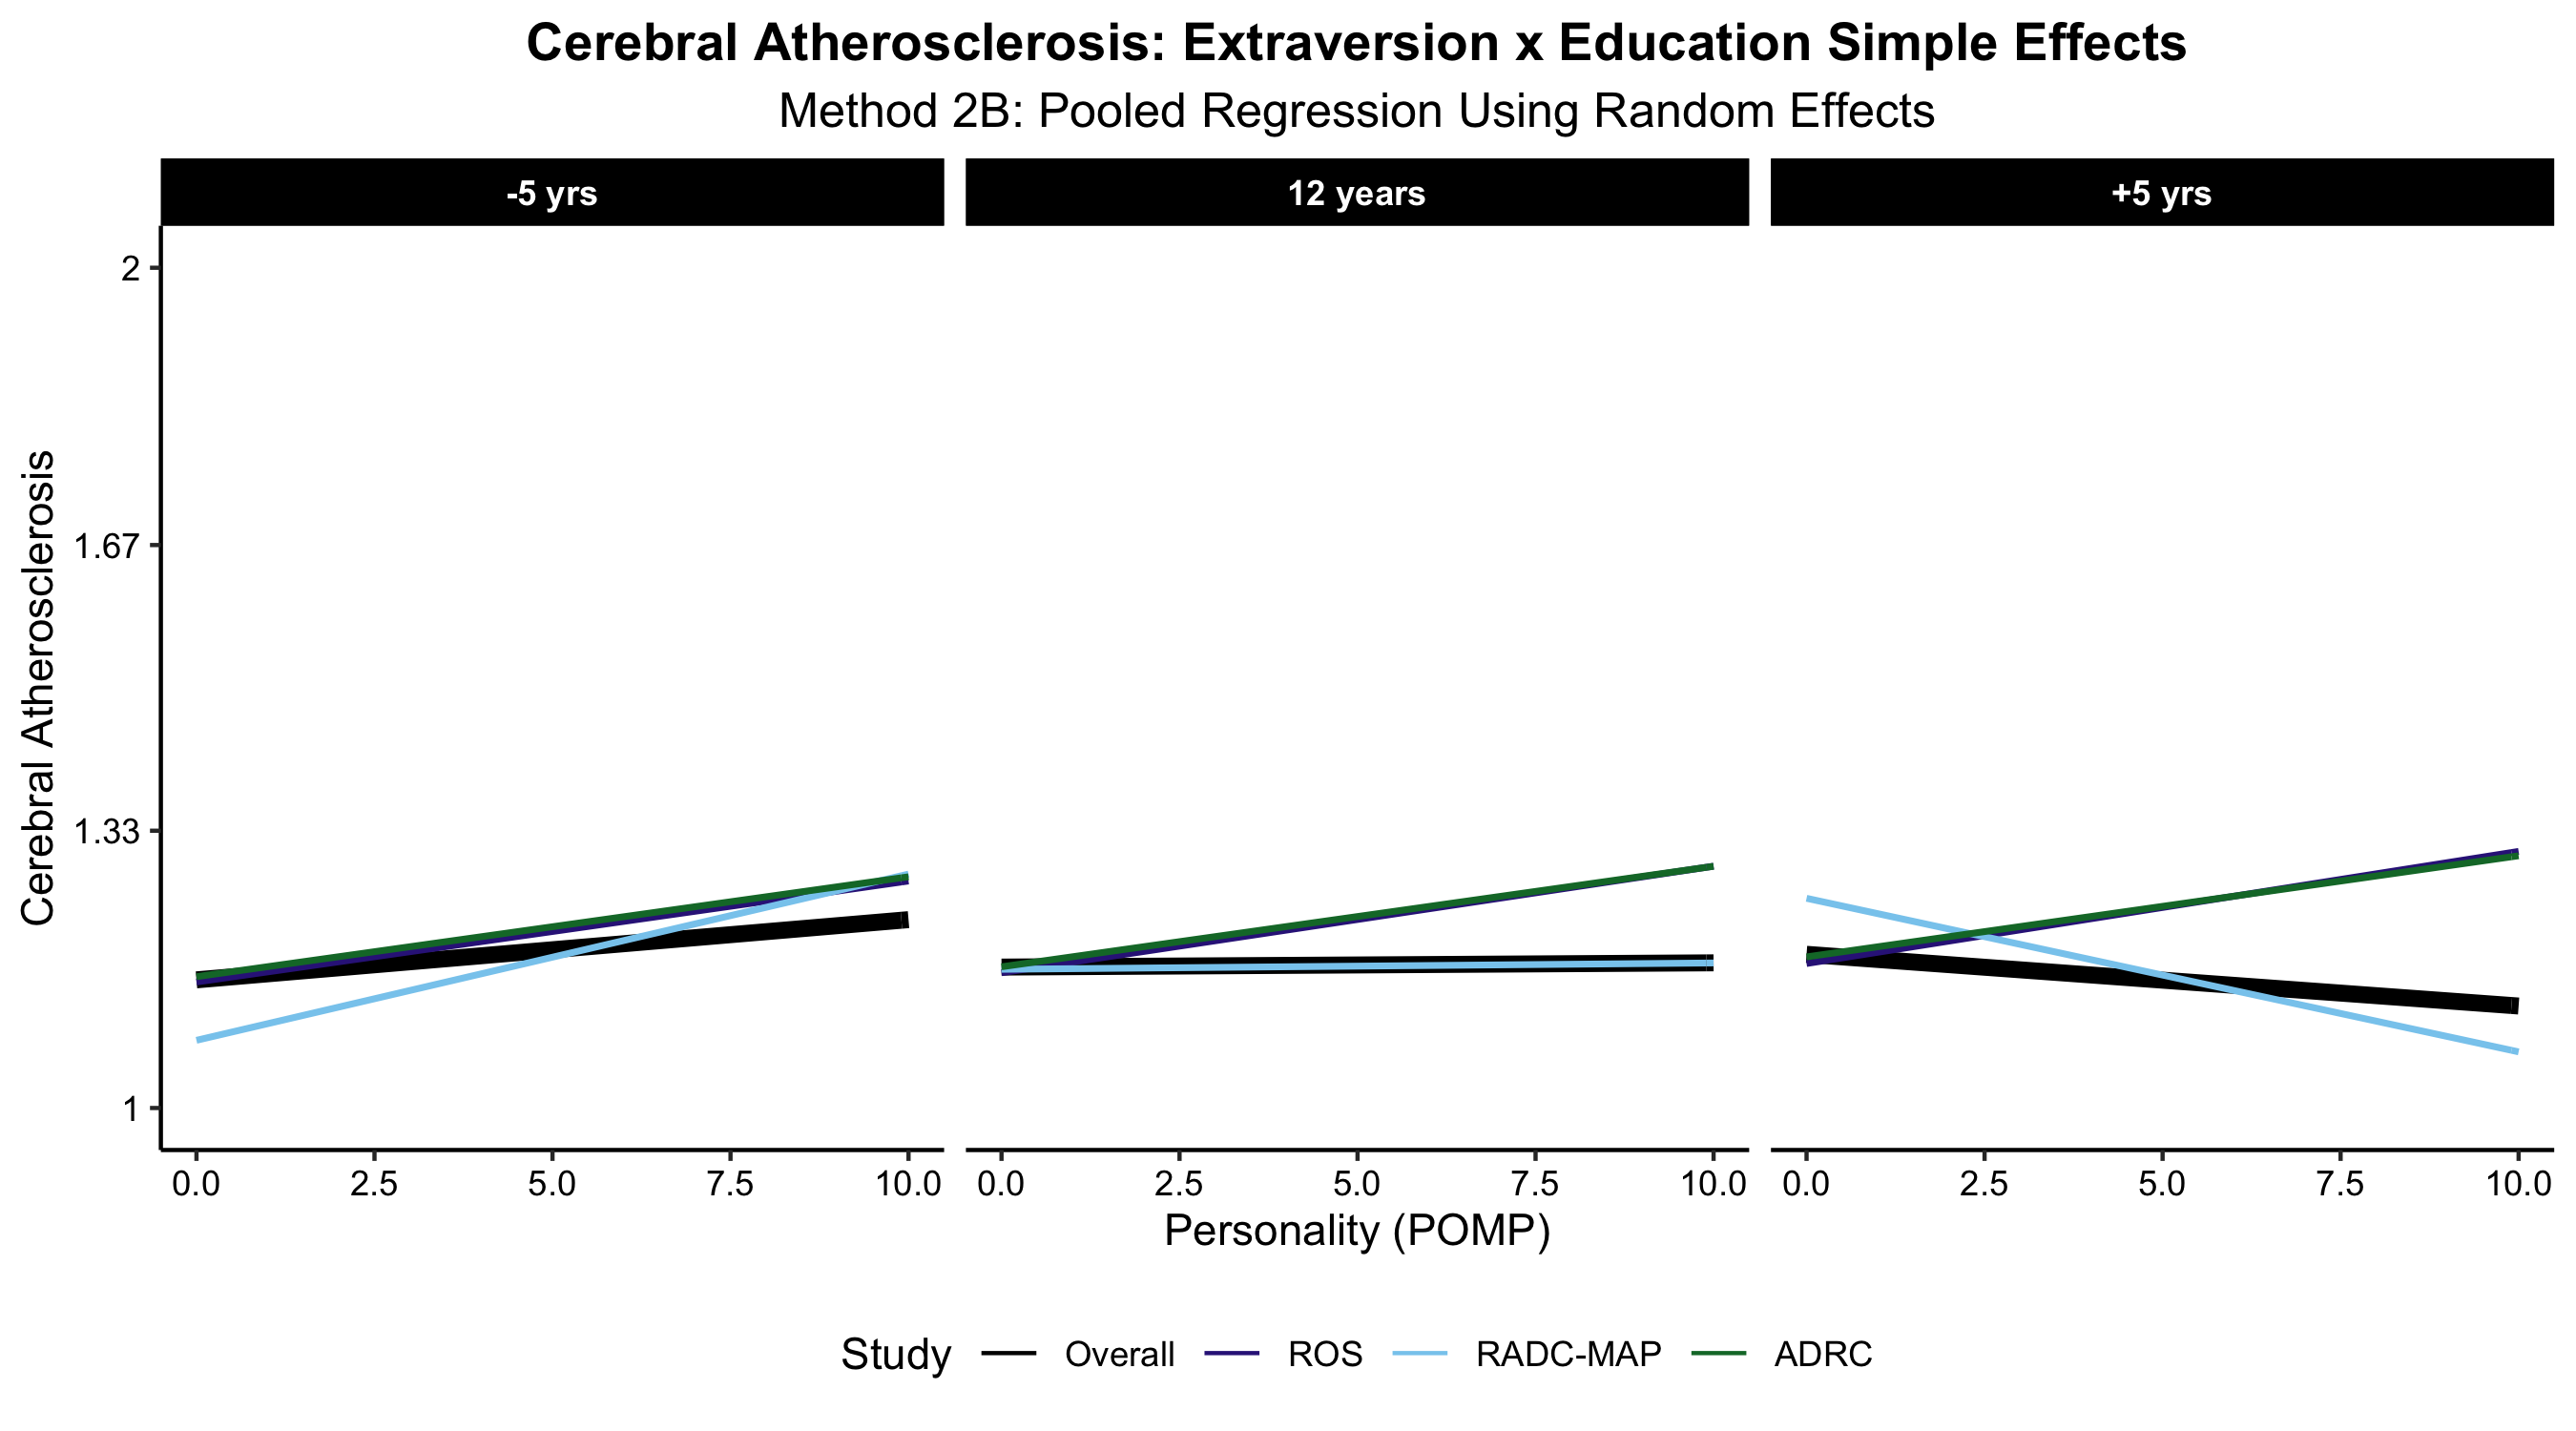 Cerebral Atherosclerosis: Extraversion x Education Simple Effects
Method 2B: Pooled Regression Using Random Effects
-5 yrs 12 years +5 yrs
Cerebral Atherosclerosis
2
1.67
1.33
1
0.0 2.5 5.0 7.5 10.0 0.0 2.5 5.0 7.5 10.0 0.0 2.5 5.0 7.5 10.0
Personality (POMP)
Study Overall ROS RADC-MAP ADRC